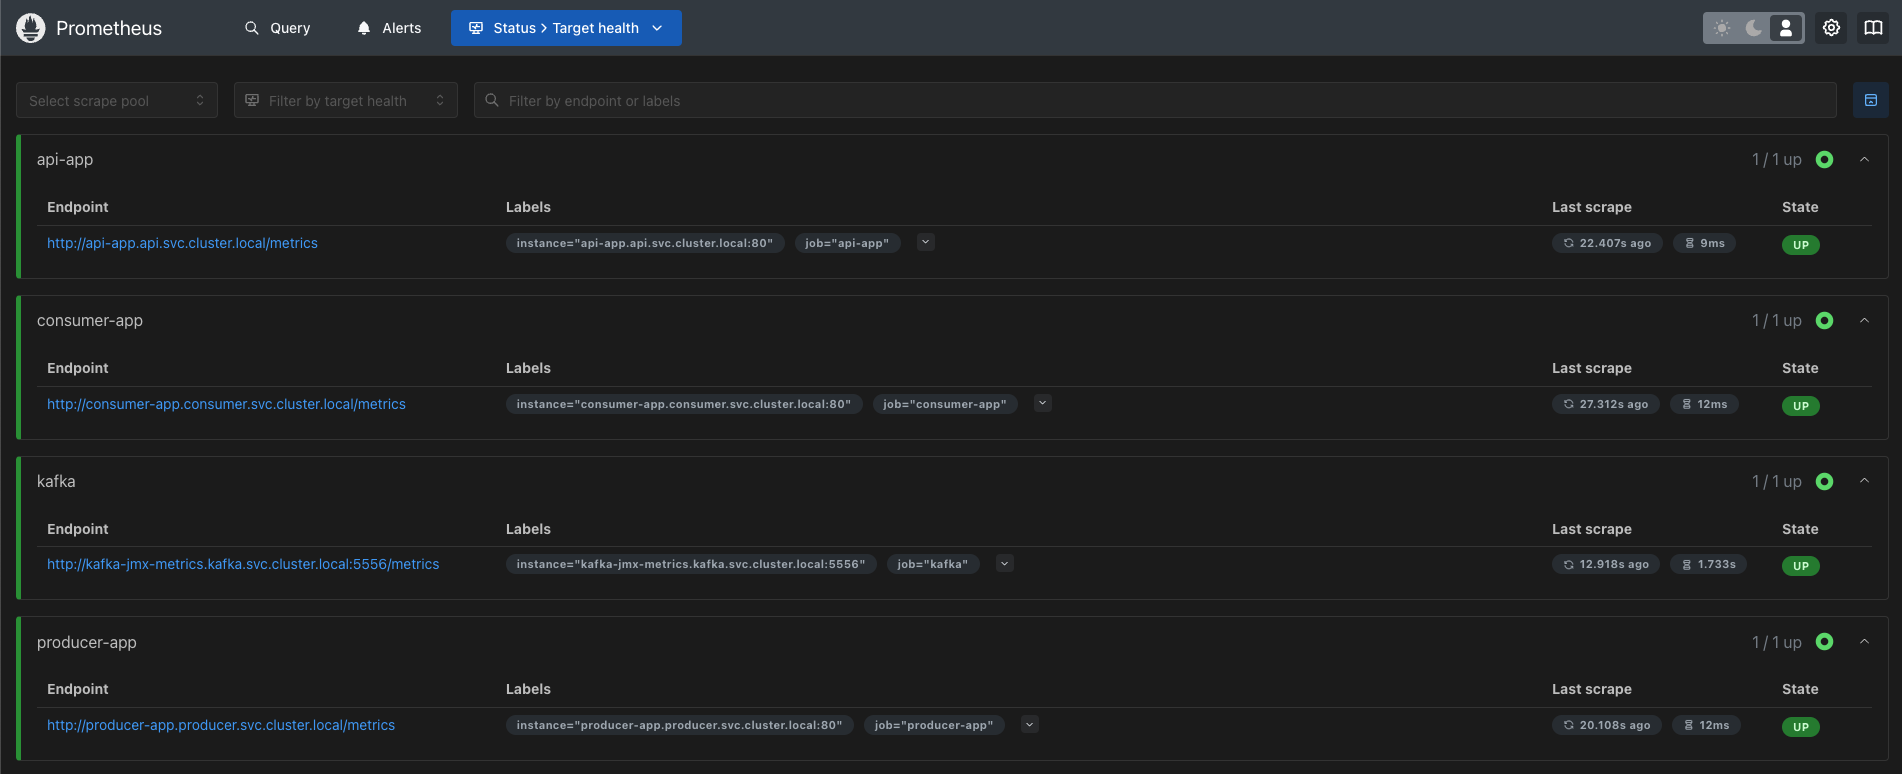 Prometheus Query Alerts Status > Target health
Select scrape pool Filter by target health Filter by endpoint or labels
api-app 1 / 1 up
Endpoint Labels Last scrape State
http://api-app.api.svc.cluster.local/metrics instance="api-app.api.svc.cluster.local:80" job="api-app" 22.407s ago 9ms UP
consumer-app 1 / 1 up
Endpoint Labels Last scrape State
http://consumer-app.consumer.svc.cluster.local/metrics instance="consumer-app.consumer.svc.cluster.local:80" job="consumer-app" 27.312s ago 12ms UP
kafka 1 / 1 up
Endpoint Labels Last scrape State
http://kafka-jmx-metrics.kafka.svc.cluster.local:5556/metrics instance="kafka-jmx-metrics.kafka.svc.cluster.local:5556" job="kafka" 12.918s ago 1.733s UP
producer-app 1 / 1 up
Endpoint Labels Last scrape State
http://producer-app.producer.svc.cluster.local/metrics instance="producer-app.producer.svc.cluster.local:80" job="producer-app" 20.108s ago 12ms UP